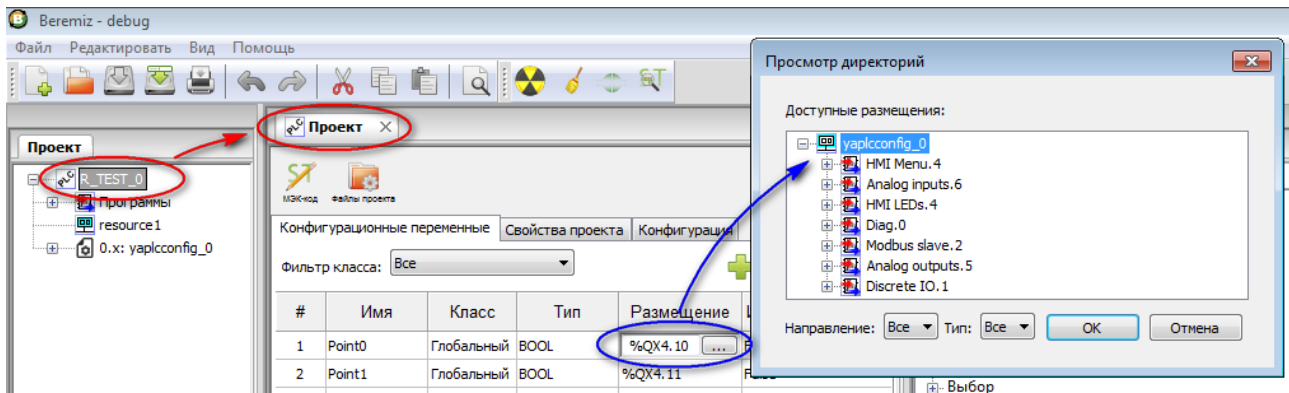 Beremiz - debug
Файл Редактировать Вид Помощь
Проект
R_TEST_0
Программы
resource1
0.x: yaplcconfig_0
Проект
МЭК-код Файлы проекта
Конфигурационные переменные Свойства проекта Конфигурация
Фильтр класса: Все
# Имя Класс Тип Размещение
1 Point0 Глобальный BOOL %QX4.10 ...
2 Point1 Глобальный BOOL %QX4.11
Просмотр директорий
Доступные размещения:
yaplcconfig_0
HMI Menu.4
Analog inputs.6
HMI LEDs.4
Diag.0
Modbus slave.2
Analog outputs.5
Discrete IO.1
Направление: Все Тип: Все OK Отмена
Выбор